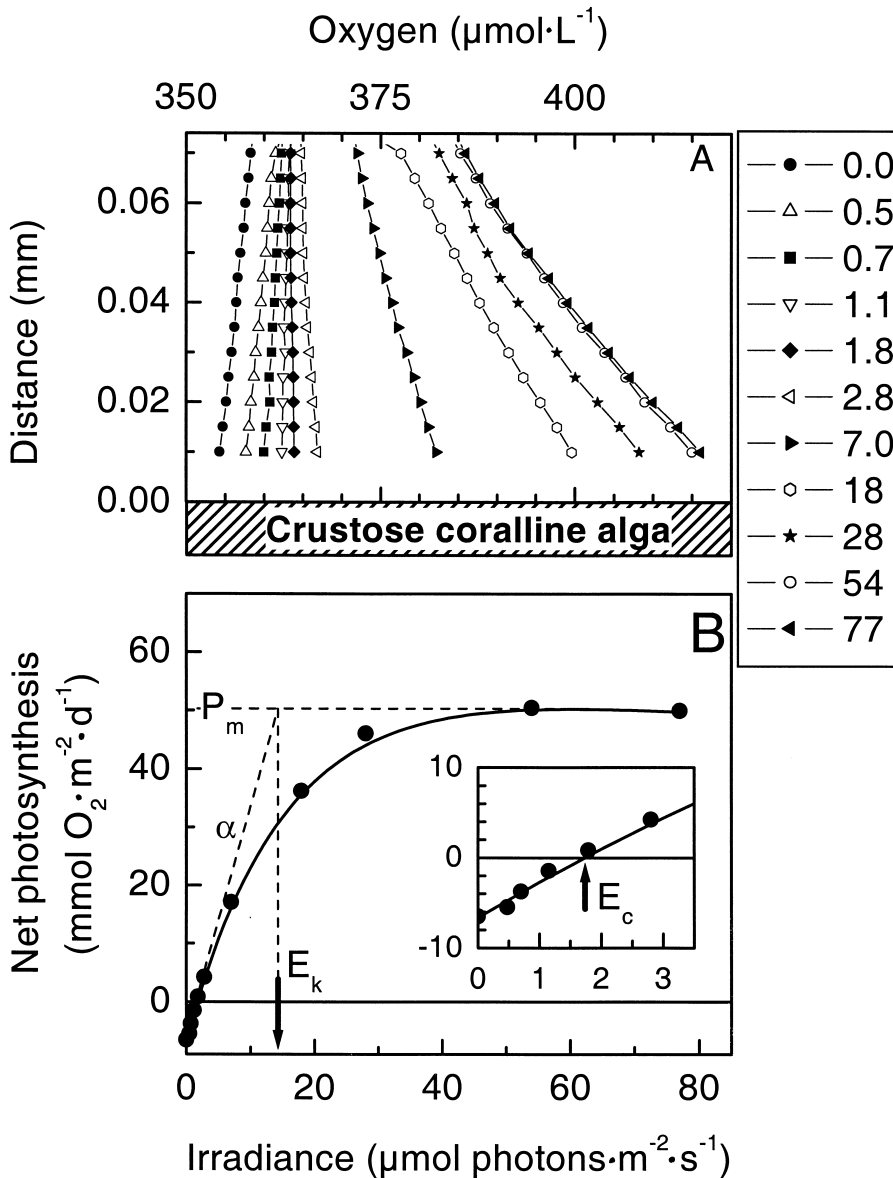 Oxygen (µmol·L⁻¹)
350 375 400
A
Distance (mm)
0.06
0.04
0.02
0.00
Crustose coralline alga
0.0
0.5
0.7
1.1
1.8
2.8
7.0
18
28
54
77
B
Net photosynthesis
(mmol O₂·m⁻²·d⁻¹)
60
40
20
0
Pₘ
α
Eₖ
10
0
-10
E꜀
0 1 2 3
0 20 40 60 80
Irradiance (µmol photons·m⁻²·s⁻¹)